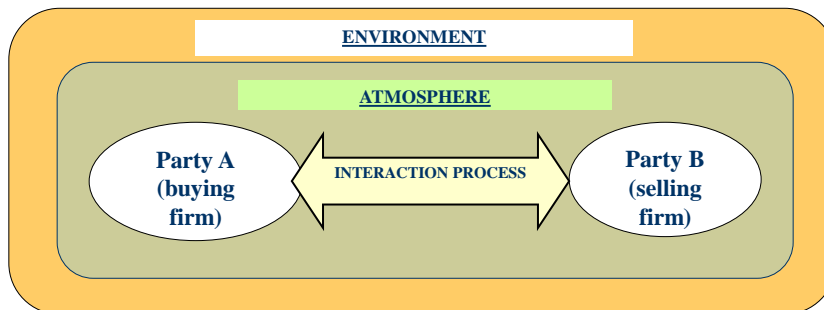 ENVIRONMENT
ATMOSPHERE
Party A
(buying
firm)
INTERACTION PROCESS
Party B
(selling
firm)